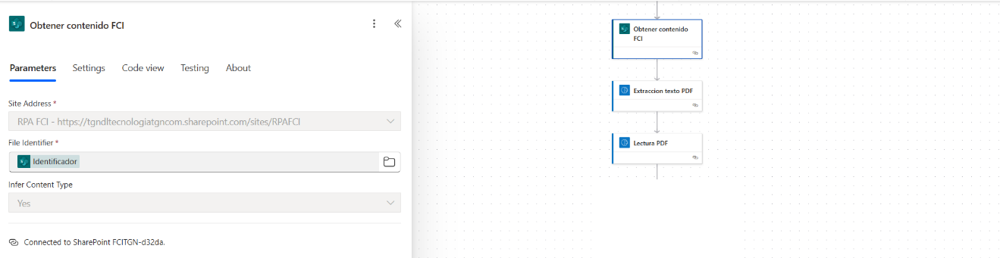 Obtener contenido FCI
Parameters
Settings
Code view
Testing
About
Site Address *
RPA FCI - https://tgndltecnologiatgncom.sharepoint.com/sites/RPAFCI
File Identifier *
Identificador
Infer Content Type
Yes
Connected to SharePoint FCITGN-d32da.
Obtener contenido
FCI
Extraccion texto PDF
Lectura PDF